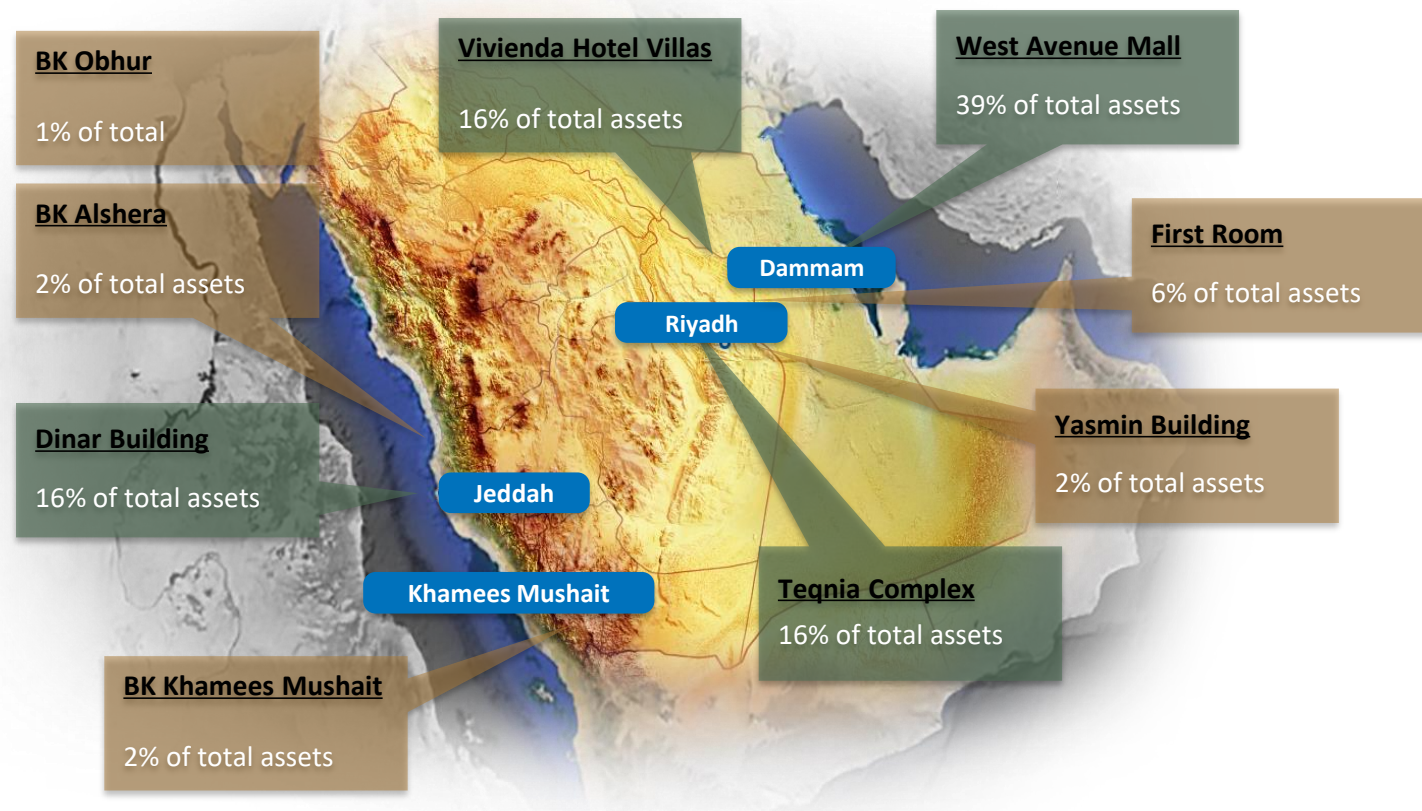 BK Obhur
1% of total
Vivienda Hotel Villas
16% of total assets
West Avenue Mall
39% of total assets
BK Alshera
2% of total assets
First Room
6% of total assets
Dammam
Riyadh
Dinar Building
16% of total assets
Yasmin Building
2% of total assets
Jeddah
Khamees Mushait
Teqnia Complex
16% of total assets
BK Khamees Mushait
2% of total assets